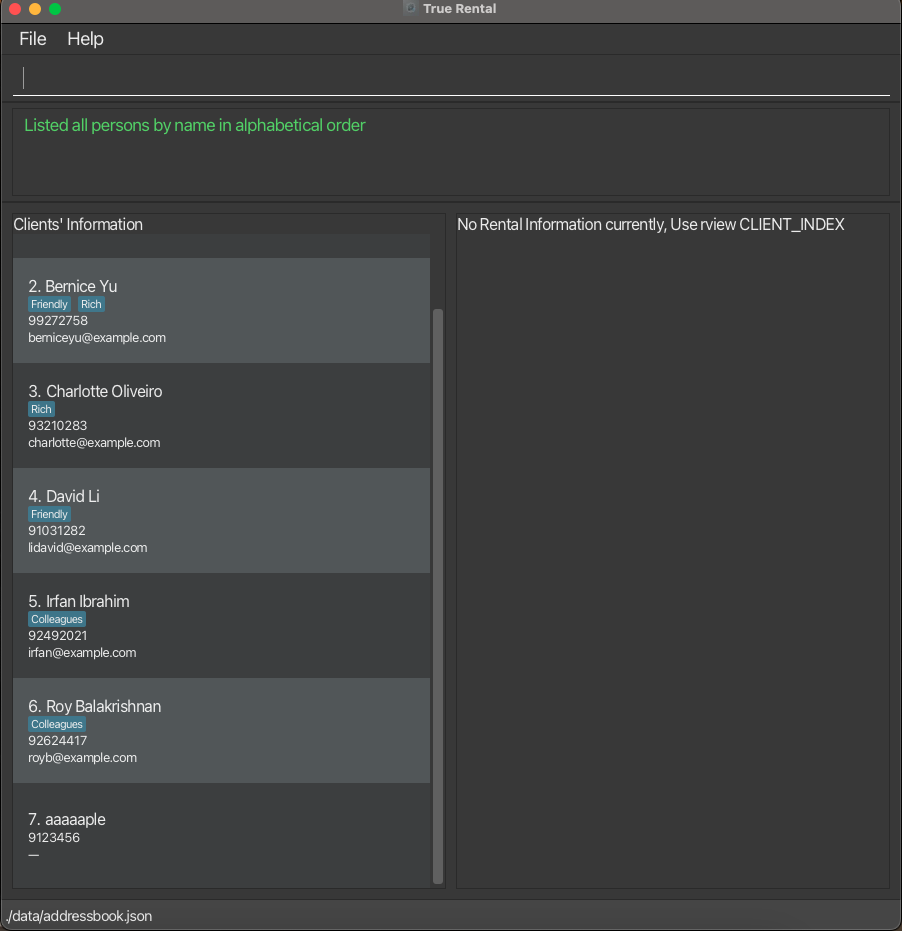 True Rental
File Help
Listed all persons by name in alphabetical order
Clients' Information
2. Bernice Yu
Friendly Rich
99272758
berniceyu@example.com
3. Charlotte Oliveiro
Rich
93210283
charlotte@example.com
4. David Li
Friendly
91031282
lidavid@example.com
5. Irfan Ibrahim
Colleagues
92492021
irfan@example.com
6. Roy Balakrishnan
Colleagues
92624417
royb@example.com
7. aaaaaple
9123456
—
No Rental Information currently, Use rview CLIENT_INDEX
./data/addressbook.json